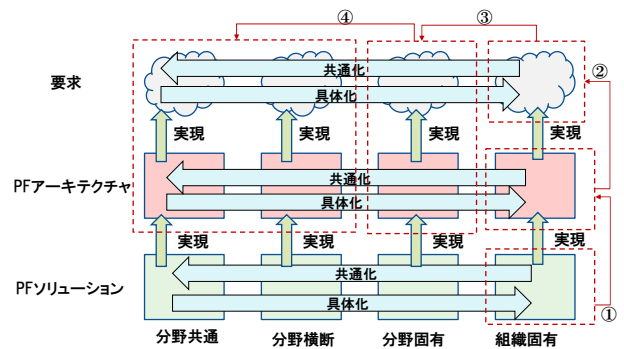 ④
③
要求
共通化
②
具体化
実現
実現
実現
実現
PFアーキテクチャ
共通化
具体化
実現
実現
実現
実現
PFソリューション
共通化
具体化
①
分野共通
分野横断
分野固有
組織固有